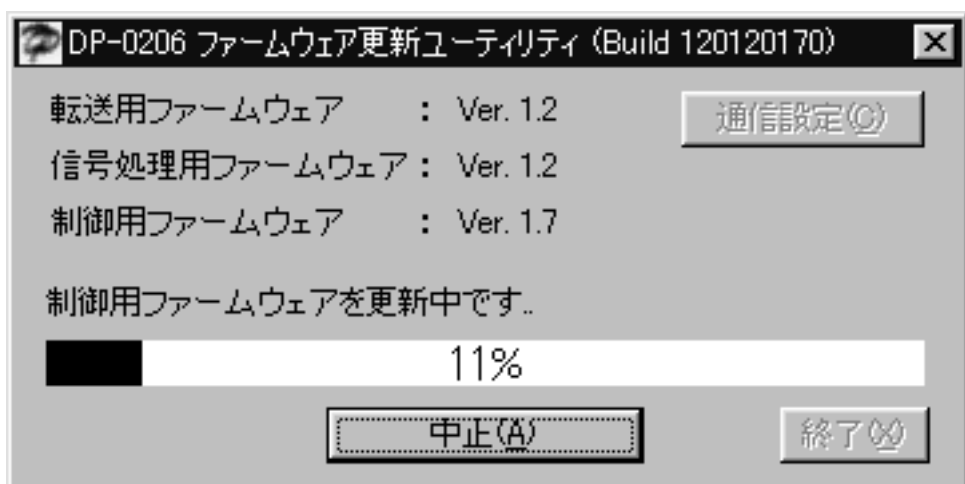 DP-0206 ファームウェア更新ユーティリティ (Build 120120170)
転送用ファームウェア : Ver. 1.2
通信設定(C)
信号処理用ファームウェア : Ver. 1.2
制御用ファームウェア : Ver. 1.7
制御用ファームウェアを更新中です..
11%
中止(A)
終了(X)